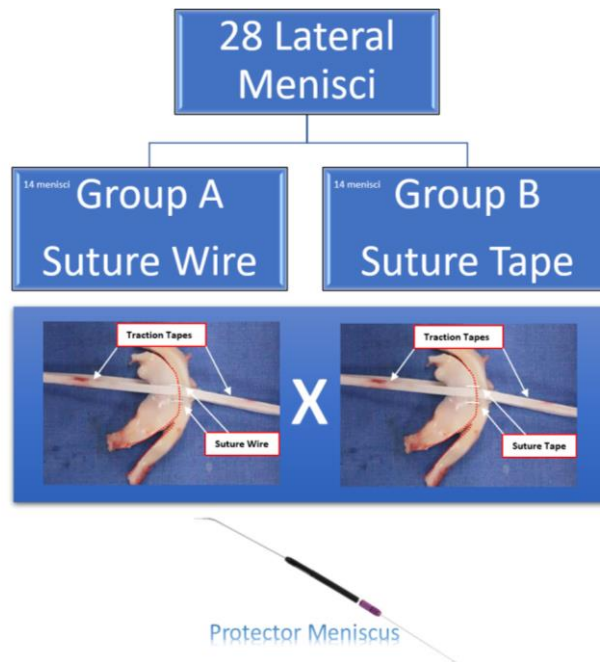 28 Lateral
Menisci
14 menisci
Group A
Suture Wire
14 menisci
Group B
Suture Tape
Traction Tapes
Suture Wire
X
Traction Tapes
Suture Tape
Protector Meniscus